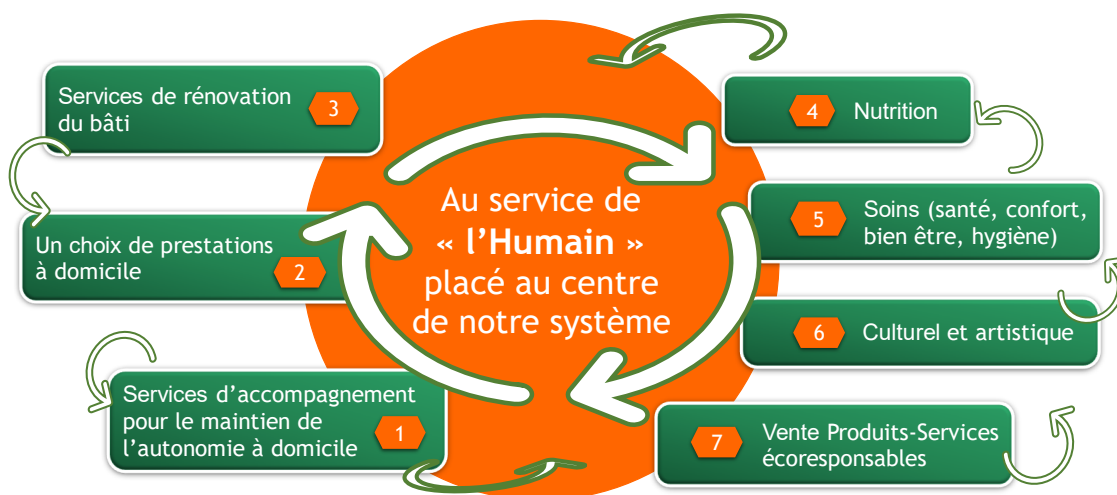 Services de rénovation
du bâti
3
Un choix de prestations
à domicile
2
Services d’accompagnement
pour le maintien de
l’autonomie à domicile
1
Au service de
« l’Humain »
placé au centre
de notre système
4
Nutrition
5
Soins (santé, confort,
bien être, hygiène)
6
Culturel et artistique
7
Vente Produits-Services
écoresponsables